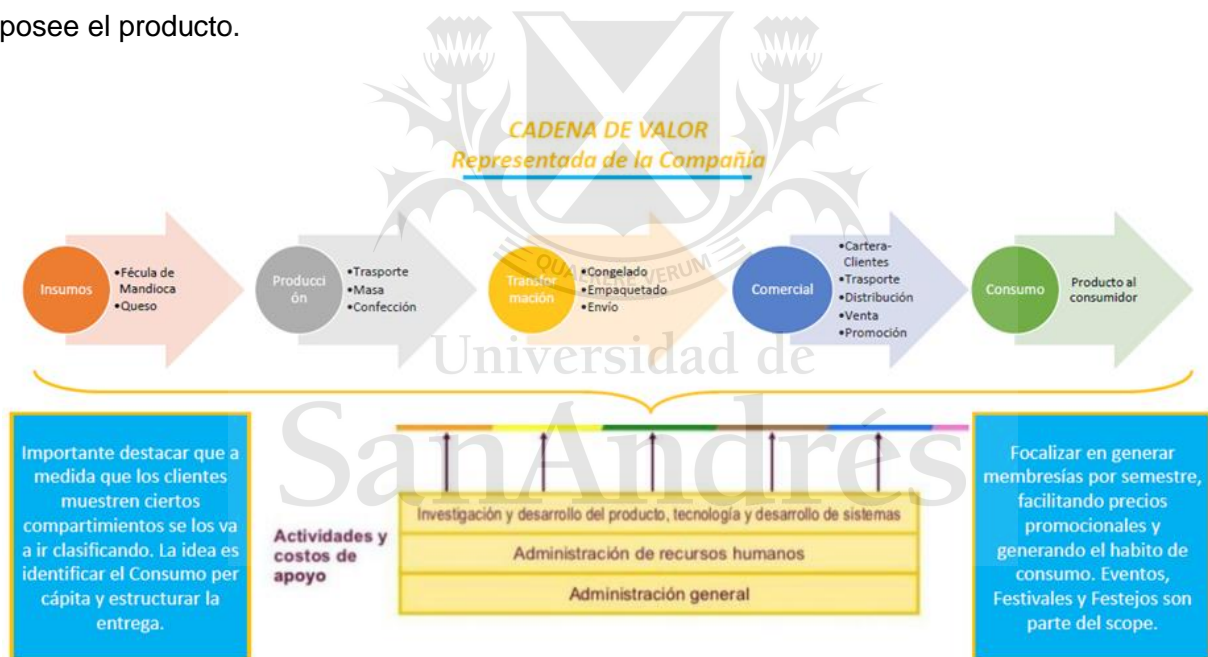 posee el producto.
CADENA DE VALOR
Representada de la Compañía
Insumos
•Fécula de
Mandioca
•Queso
Producci
ón
•Trasporte
•Masa
•Confección
Transfor
mación
•Congelado
•Empaquetado
•Envío
Comercial
•Cartera-
Clientes
•Trasporte
•Distribución
•Venta
•Promoción
Consumo
Producto al
consumidor
QUAERERE VERUM
Universidad de
SanAndrés
Importante destacar que a
medida que los clientes
muestren ciertos
compartimientos se los va
a ir clasificando. La idea es
identificar el Consumo per
cápita y estructurar la
entrega.
Actividades y
costos de
apoyo
Investigación y desarrollo del producto, tecnología y desarrollo de sistemas
Administración de recursos humanos
Administración general
Focalizar en generar
membresías por semestre,
facilitando precios
promocionales y
generando el habito de
consumo. Eventos,
Festivales y Festejos son
parte del scope.